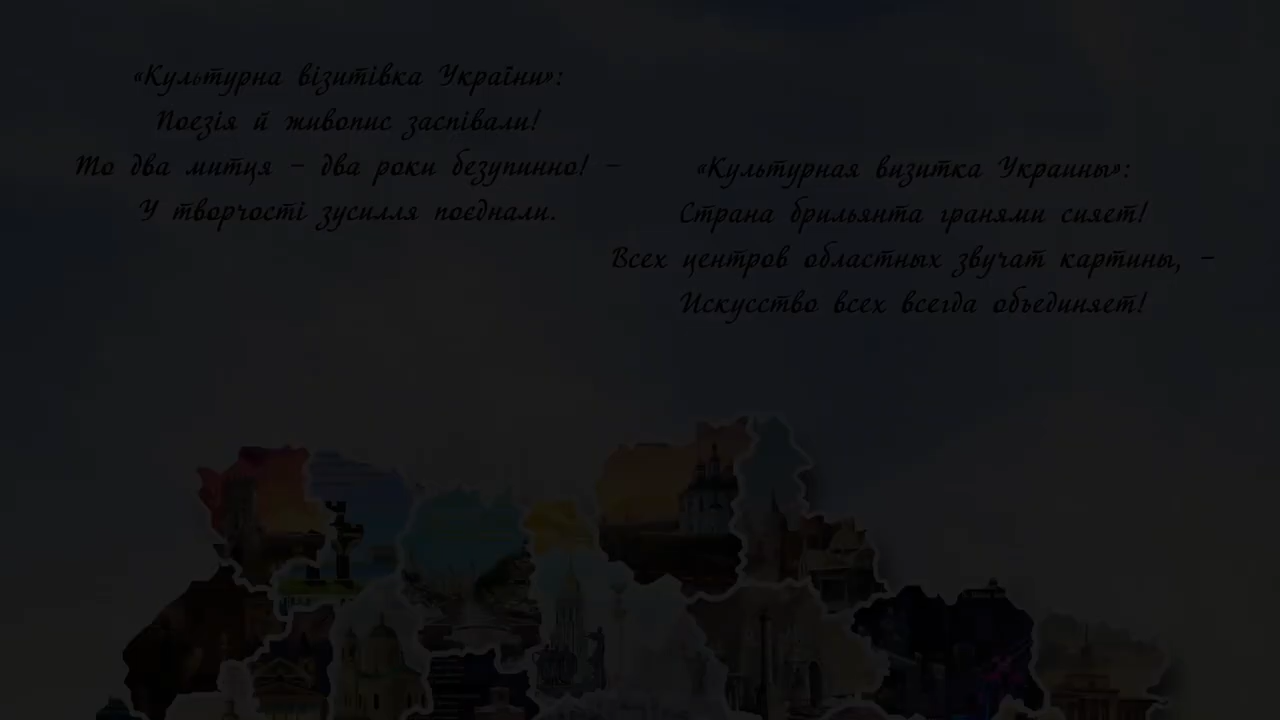 «Культурна візитівка України»:
Поезія й живопис заспівали!
То два митця – два роки безупинно! –
У творчості зусилля поєднали.
«Культурная визитка Украины»:
Страна брильянта гранями сияет!
Всех центров областных звучат картины, –
Искусство всех всегда объединяет!